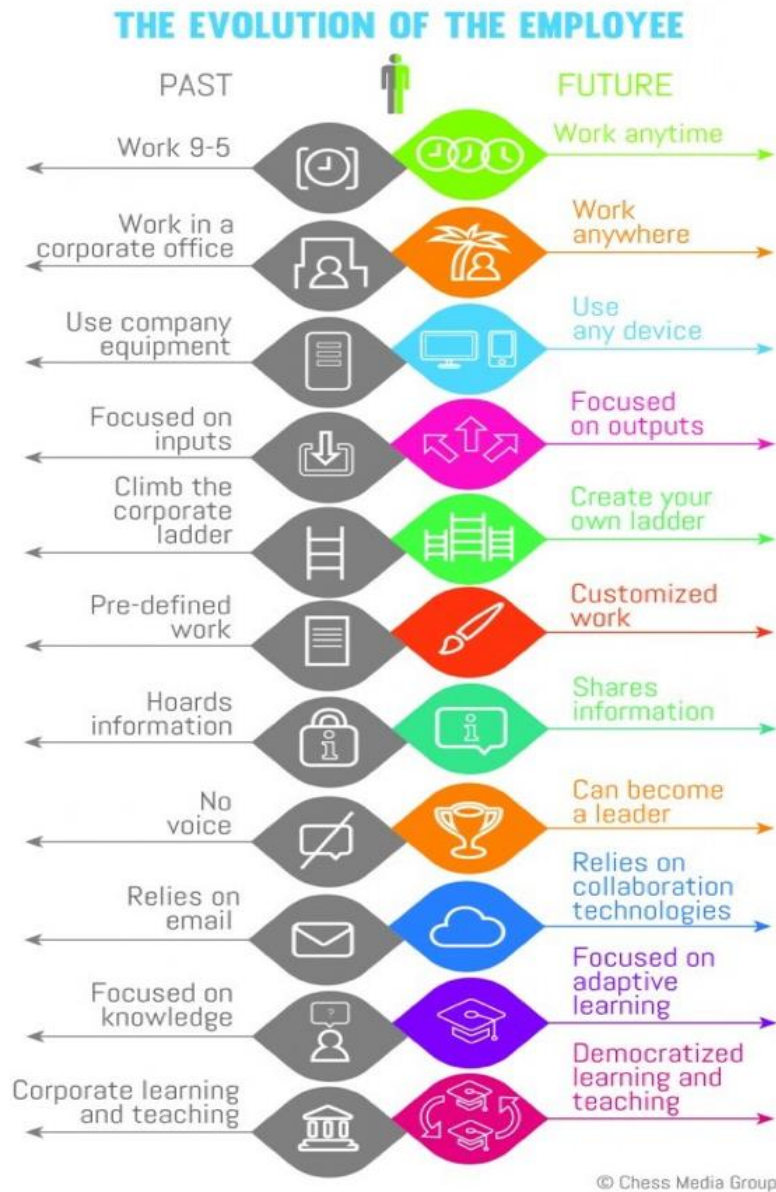 THE EVOLUTION OF THE EMPLOYEE
PAST
FUTURE
Work 9-5
Work anytime
Work in a
corporate office
Work
anywhere
Use company
equipment
Use
any device
Focused on
inputs
Focused
on outputs
Climb the
corporate
ladder
Create your
own ladder
Pre-defined
work
Customized
work
Hoards
information
i
Shares
information
i
No
voice
Can become
a leader
Relies on
email
Relies on
collaboration
technologies
Focused on
knowledge
?
Focused on
adaptive
learning
Corporate learning
and teaching
Democratized
learning and
teaching
© Chess Media Group